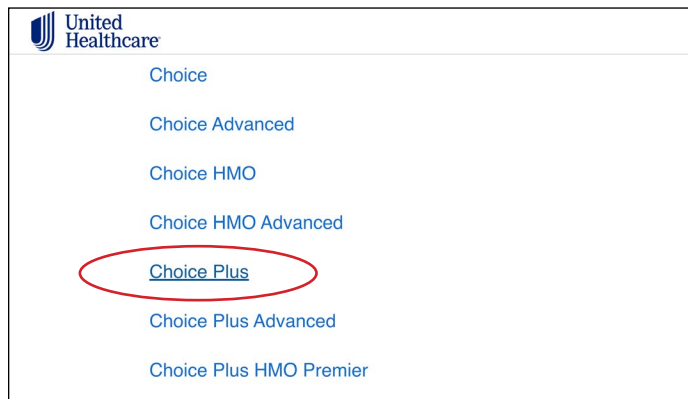 United
Healthcare
Choice
Choice Advanced
Choice HMO
Choice HMO Advanced
Choice Plus
Choice Plus Advanced
Choice Plus HMO Premier